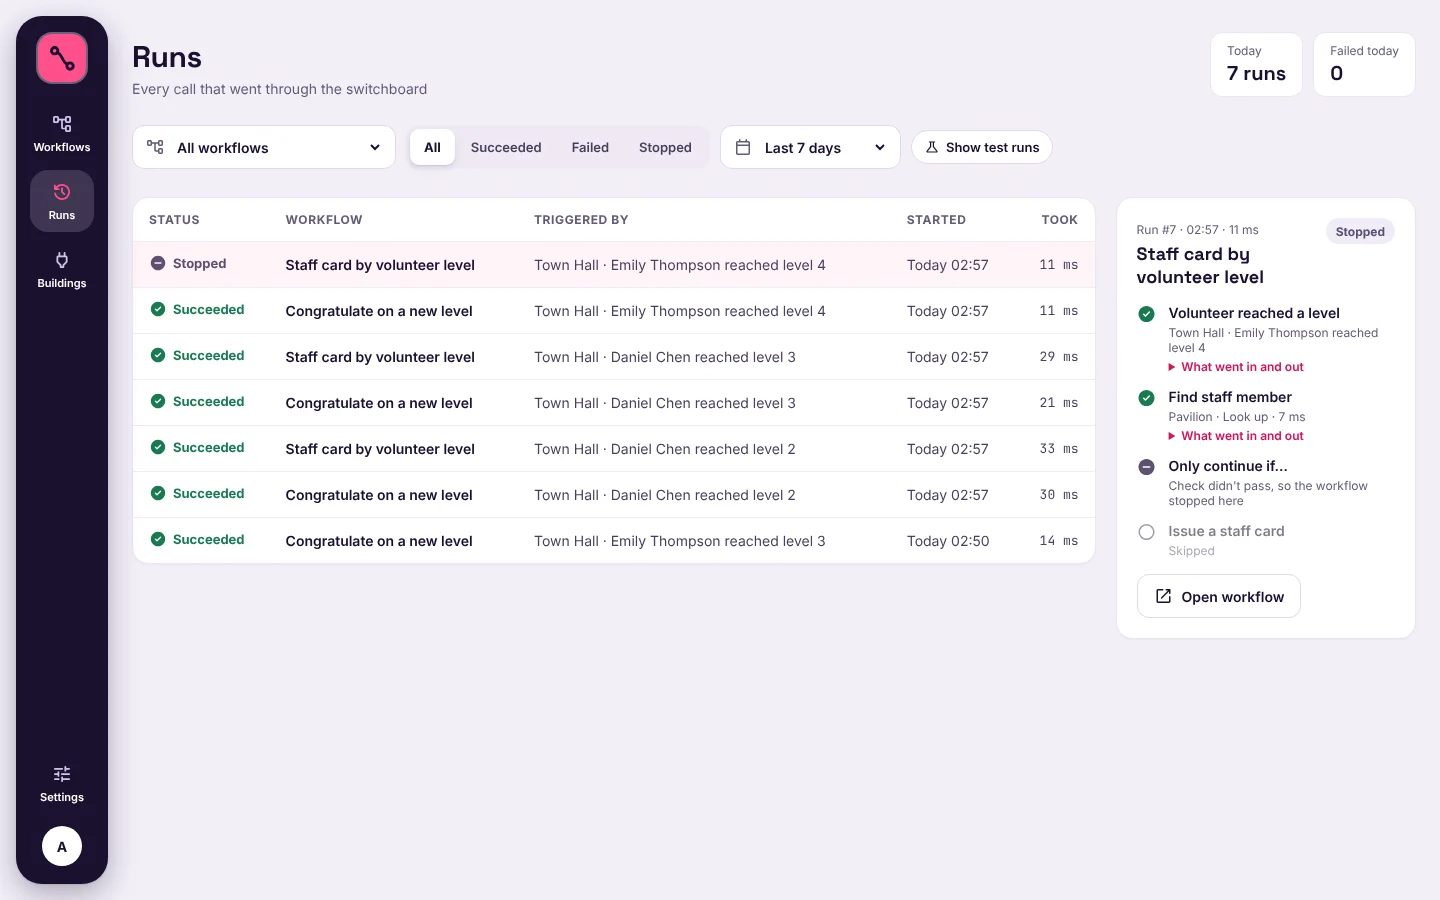 Workflows
Runs
Buildings
Settings
A
Runs
Every call that went through the switchboard
Today
7 runs
Failed today
0
All workflows
All Succeeded Failed Stopped
Last 7 days
Show test runs
STATUS WORKFLOW TRIGGERED BY STARTED TOOK
Stopped Staff card by volunteer level Town Hall · Emily Thompson reached level 4 Today 02:57 11 ms
Succeeded Congratulate on a new level Town Hall · Emily Thompson reached level 4 Today 02:57 11 ms
Succeeded Staff card by volunteer level Town Hall · Daniel Chen reached level 3 Today 02:57 29 ms
Succeeded Congratulate on a new level Town Hall · Daniel Chen reached level 3 Today 02:57 21 ms
Succeeded Staff card by volunteer level Town Hall · Daniel Chen reached level 2 Today 02:57 33 ms
Succeeded Congratulate on a new level Town Hall · Daniel Chen reached level 2 Today 02:57 30 ms
Succeeded Congratulate on a new level Town Hall · Emily Thompson reached level 3 Today 02:50 14 ms
Run #7 · 02:57 · 11 ms
Stopped
Staff card by
volunteer level
Volunteer reached a level
Town Hall · Emily Thompson reached
level 4
What went in and out
Find staff member
Pavilion · Look up · 7 ms
What went in and out
Only continue if...
Check didn't pass, so the workflow
stopped here
Issue a staff card
Skipped
Open workflow